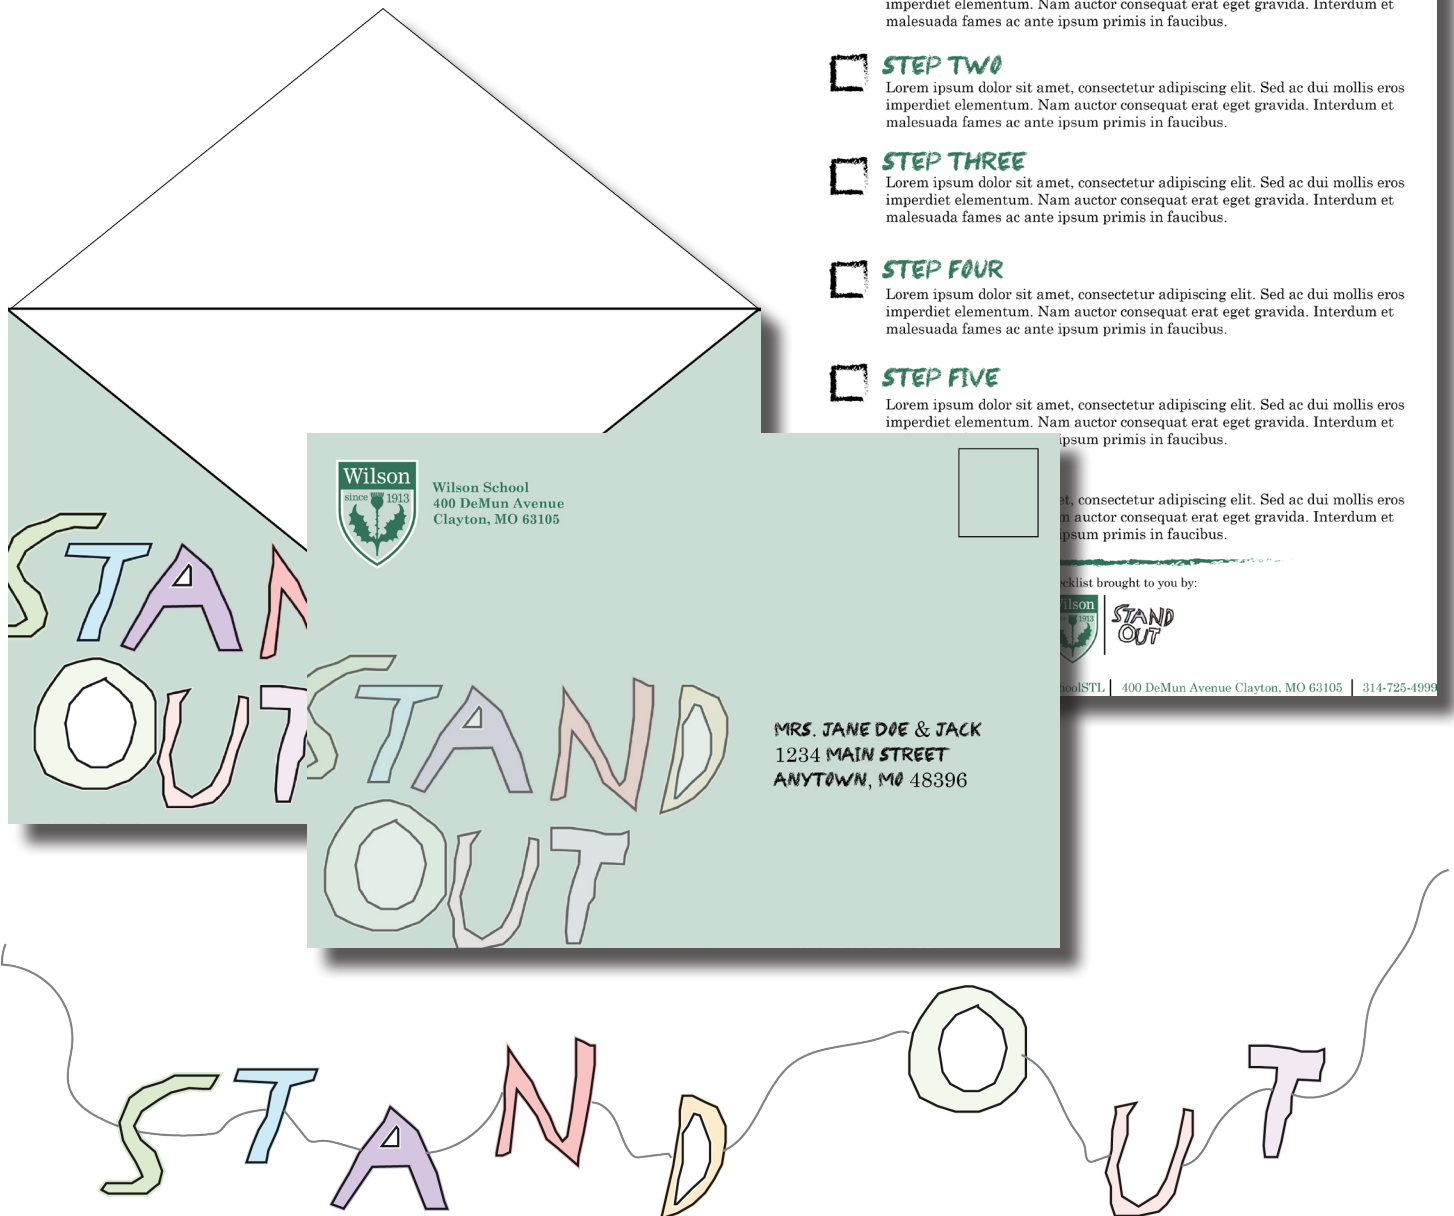 imperdiet elementum. Nam auctor consequat erat eget gravida. Interdum et
malesuada fames ac ante ipsum primis in faucibus.
STEP TWO
Lorem ipsum dolor sit amet, consectetur adipiscing elit. Sed ac dui mollis eros
imperdiet elementum. Nam auctor consequat erat eget gravida. Interdum et
malesuada fames ac ante ipsum primis in faucibus.
STEP THREE
Lorem ipsum dolor sit amet, consectetur adipiscing elit. Sed ac dui mollis eros
imperdiet elementum. Nam auctor consequat erat eget gravida. Interdum et
malesuada fames ac ante ipsum primis in faucibus.
STEP FOUR
Lorem ipsum dolor sit amet, consectetur adipiscing elit. Sed ac dui mollis eros
imperdiet elementum. Nam auctor consequat erat eget gravida. Interdum et
malesuada fames ac ante ipsum primis in faucibus.
STEP FIVE
Lorem ipsum dolor sit amet, consectetur adipiscing elit. Sed ac dui mollis eros
imperdiet elementum. Nam auctor consequat erat eget gravida. Interdum et
ipsum primis in faucibus.
consectetur adipiscing elit. Sed ac dui mollis eros
auctor consequat erat eget gravida. Interdum et
ipsum primis in faucibus.
brought to you by:
Wilson
1913
STAND
OUT
400 DeMun Avenue Clayton, MO 63105
314-725-4999
STAN
OUT
Wilson
since 1913
Wilson School
400 DeMun Avenue
Clayton, MO 63105
STAND
OUT
MRS. JANE DOE & JACK
1234 MAIN STREET
ANYTOWN, MO 48396
STAND OUT